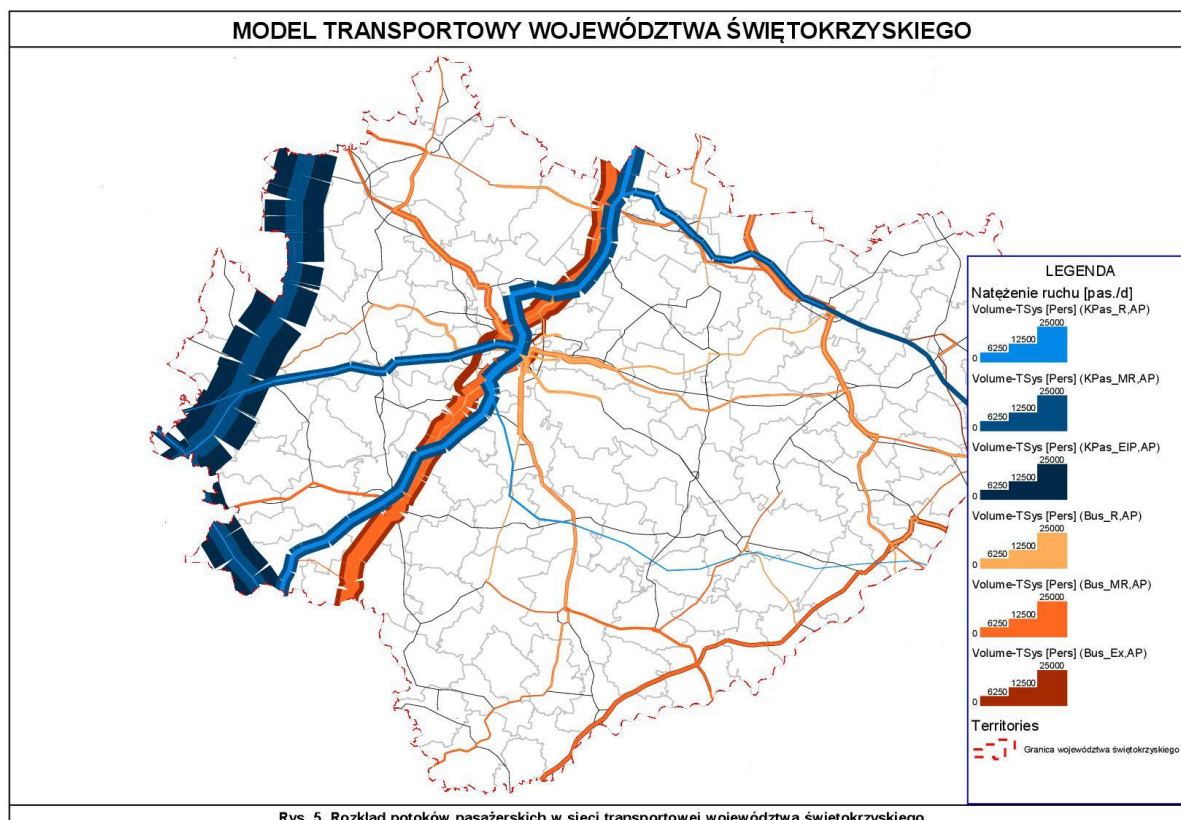 MODEL TRANSPORTOWY WOJEWÓDZTWA ŚWIĘTOKRZYSKIEGO
LEGENDA
Natężenie ruchu [pas./d]
Volume-TSys [Pers] (KPas_R,AP)
0 6250 12500 25000
Volume-TSys [Pers] (KPas_MR,AP)
0 6250 12500 25000
Volume-TSys [Pers] (KPas_EIP,AP)
0 6250 12500 25000
Volume-TSys [Pers] (Bus_R,AP)
0 6250 12500 25000
Volume-TSys [Pers] (Bus_MR,AP)
0 6250 12500 25000
Volume-TSys [Pers] (Bus_Ex,AP)
0 6250 12500 25000
Territories
Granica województwa świętokrzyskiego
Rys. 5. Rozkład potoków pasażerskich w sieci transportowej województwa świętokrzyskiego